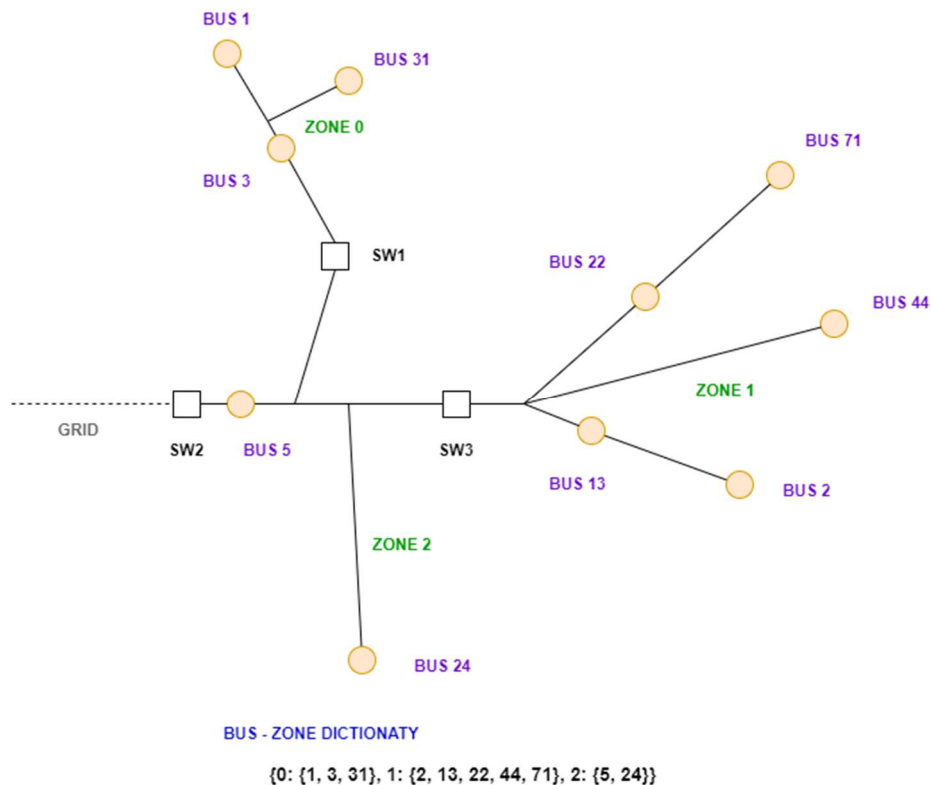 BUS 1
BUS 31
ZONE 0
BUS 71
BUS 3
SW1
BUS 22
BUS 44
ZONE 1
GRID
SW2
BUS 5
SW3
BUS 13
BUS 2
ZONE 2
BUS 24
BUS - ZONE DICTIONATY
{0: {1, 3, 31}, 1: {2, 13, 22, 44, 71}, 2: {5, 24}}